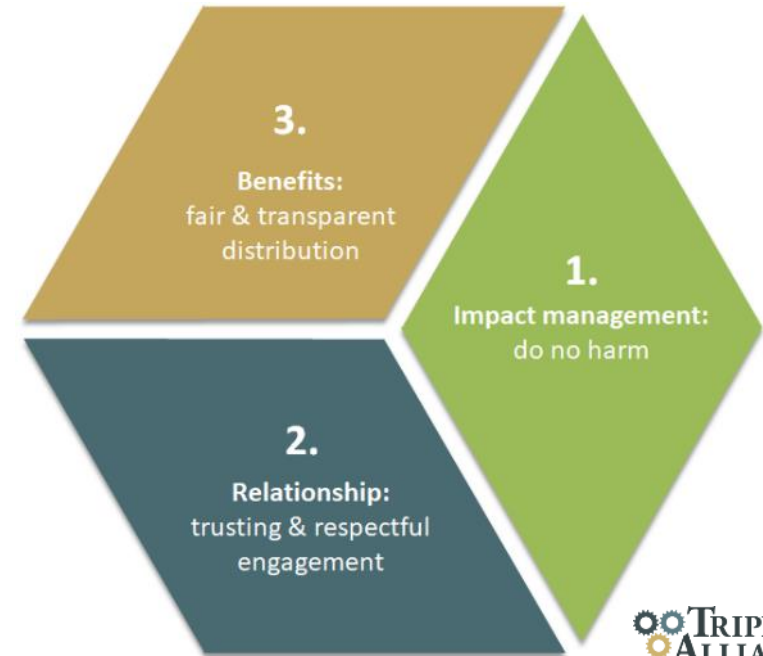 3.
Benefits:
fair & transparent
distribution
1.
Impact management:
do no harm
2.
Relationship:
trusting & respectful
engagement